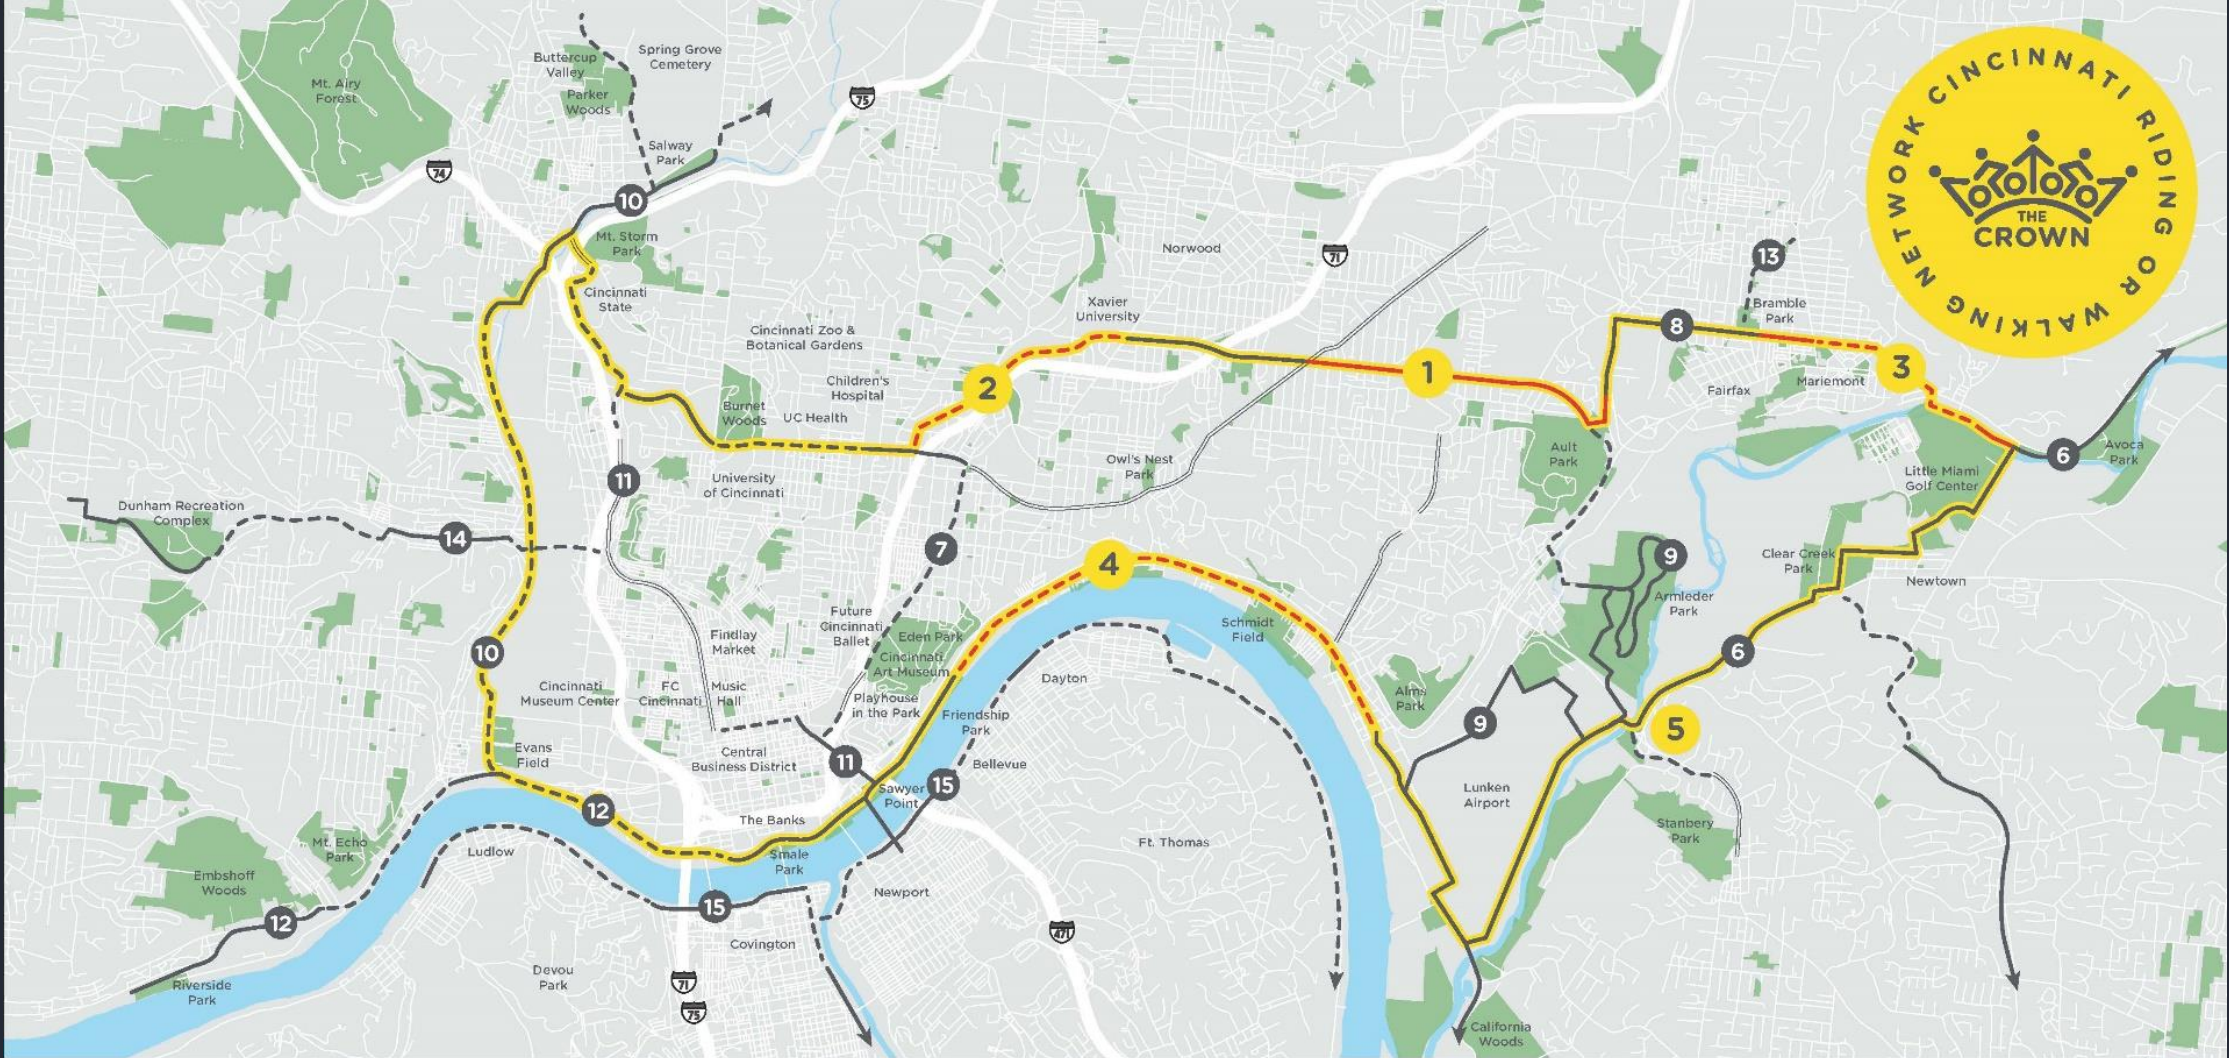 Mt. Airy
Forest
Buttercup
Valley
Spring Grove
Cemetery
Parker
Woods
Salway
Park
75
74
10
Mt. Storm
Park
Cincinnati
State
Norwood
71
Xavier
University
Cincinnati Zoo &
Botanical Gardens
Children's
Hospital
Burnet
Woods
UC Health
2
1
13
Bramble
Park
8
3
Fairfax
Mariemont
NETWORK CINCINNATI RIDING OR WALKING
THE
CROWN
Ault
Park
Little Miami
Golf Center
6
Avoca
Park
11
University
of Cincinnati
Owl's Nest
Park
Dunham Recreation
Complex
14
7
4
9
Armleder
Park
Clear Creek
Park
Newtown
Future
Cincinnati
Ballet
Eden Park
Cincinnati
Art Museum
Schmidt
Field
Findlay
Market
10
6
Cincinnati
Museum Center
FC
Cincinnati
Music
Hall
Playhouse
in the Park
Friendship
Park
Dayton
Alms
Park
9
5
Evans
Field
Central
Business District
11
Bellevue
Sawyer
Point
15
Lunken
Airport
12
The Banks
Smale
Park
Stanbery
Park
Ft. Thomas
Mt. Echo
Park
Ludlow
Embshoff
Woods
12
15
Newport
Covington
471
Riverside
Park
Devou
Park
71
75
California
Woods